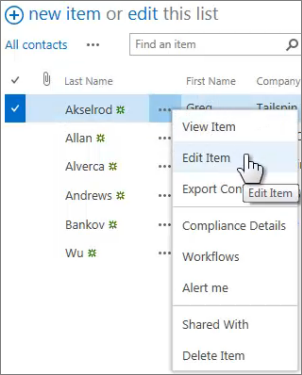 new item or edit this list
All contacts ... Find an item
Last Name First Name Company
Akselrod ... Greg Tailspin
Allan ...
View Item
Alverca ...
Edit Item
Andrews ...
Export Con
Edit Item
Bankov ...
Compliance Details
Wu ...
Workflows
Alert me
Shared With
Delete Item